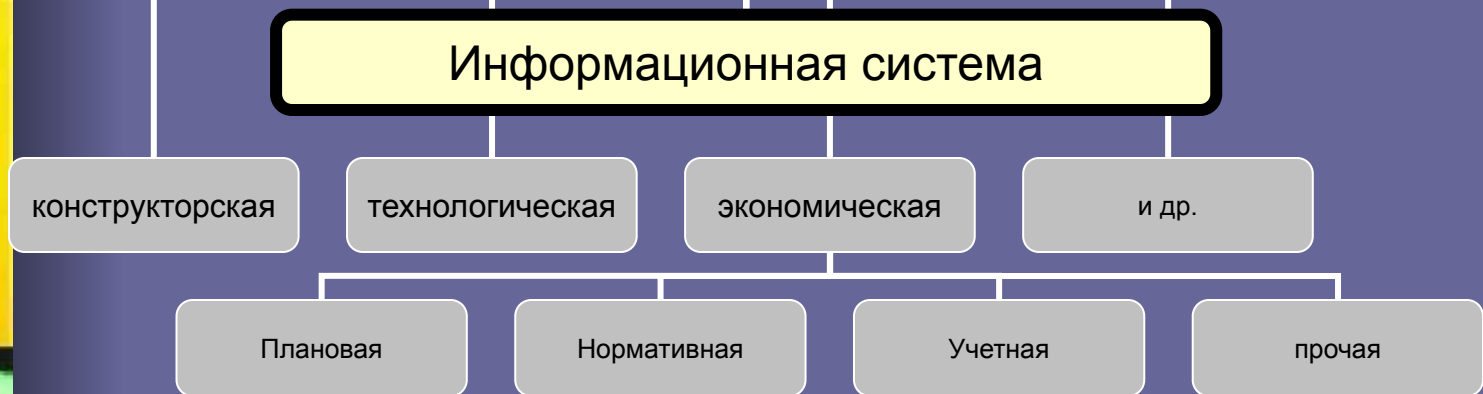 Информационная система
конструкторская
технологическая
экономическая
и др.
Плановая
Нормативная
Учетная
прочая